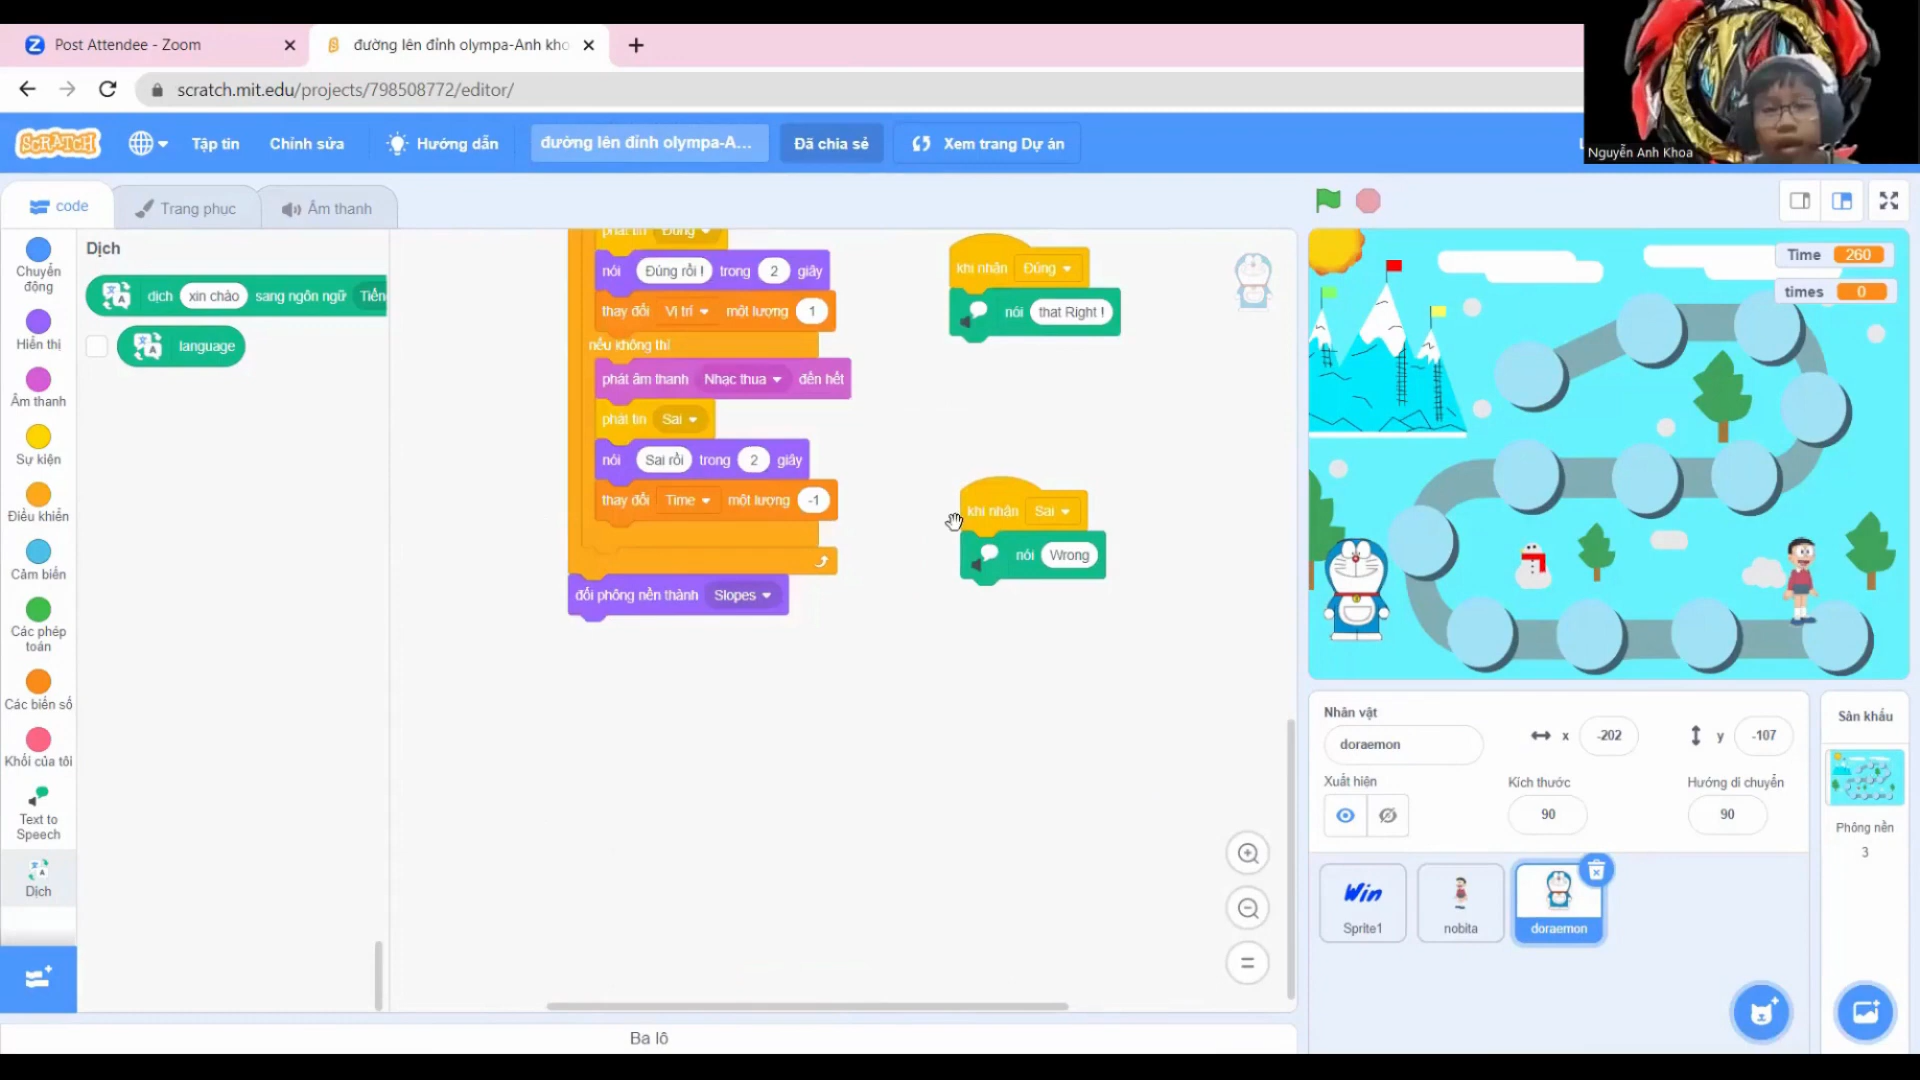 Post Attendee - Zoom
đường lên đỉnh olympa-Anh kho
scratch.mit.edu/projects/798508772/editor/
Nguyễn Anh Khoa
SCRATCH
Tập tin
Chỉnh sửa
Hướng dẫn
đường lên đỉnh olympa-A...
Đã chia sẻ
Xem trang Dự án
code
Trang phục
Âm thanh
Chuyển động
Hiển thị
Âm thanh
Sự kiện
Điều khiển
Cảm biến
Các phép toán
Các biến số
Khối của tôi
Text to Speech
Dịch
Dịch
dịch xin chào sang ngôn ngữ Tiến
language
phát tin Đúng
nói Đúng rồi ! trong 2 giây
thay đổi Vị trí một lượng 1
nếu không thì
phát âm thanh Nhạc thua đến hết
phát tin Sai
nói Sai rồi trong 2 giây
thay đổi Time một lượng -1
đổi phông nền thành Slopes
khi nhận Đúng
nói that Right !
khi nhận Sai
nói Wrong
Ba lô
Time 260
times 0
Nhân vật
doraemon
x -202
y -107
Xuất hiện
Kích thước
90
Hướng di chuyển
90
Win
Sprite1
nobita
doraemon
Sân khấu
Phông nền
3